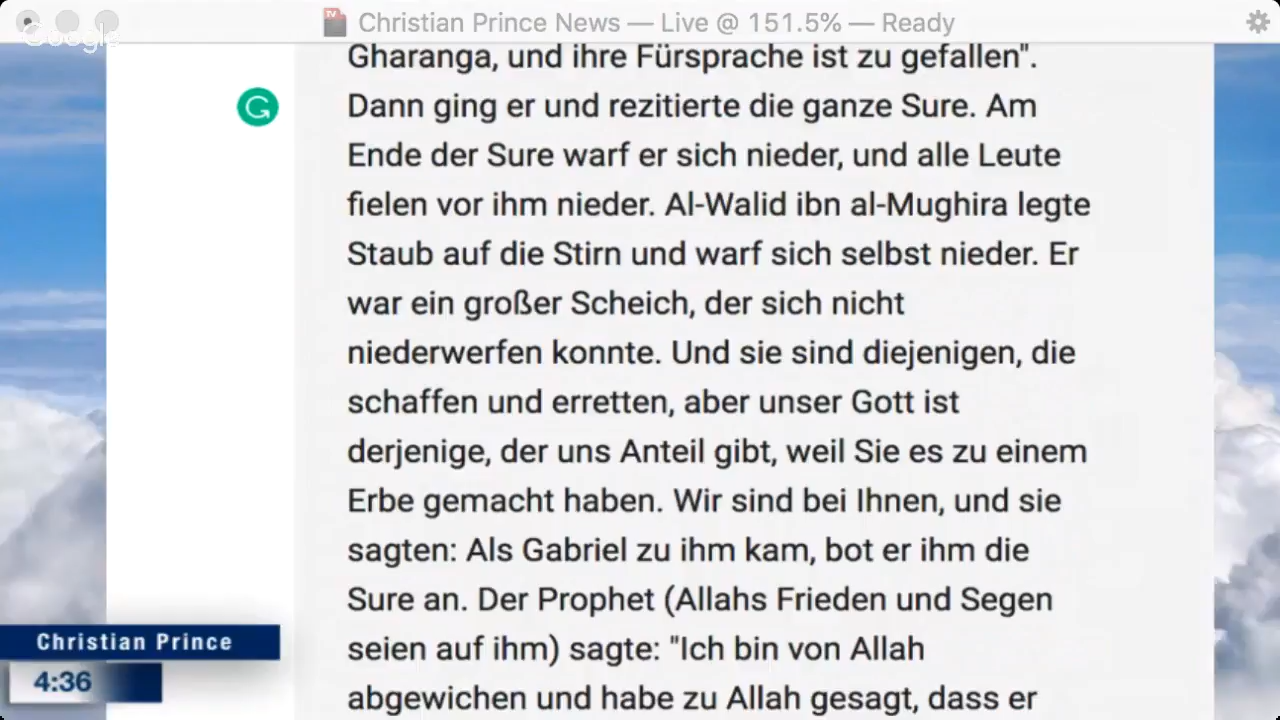 Christian Prince News — Live @ 151.5% — Ready
Google
Gharanga, und ihre Fürsprache ist zu gefallen".
Dann ging er und rezitierte die ganze Sure. Am
Ende der Sure warf er sich nieder, und alle Leute
fielen vor ihm nieder. Al-Walid ibn al-Mughira legte
Staub auf die Stirn und warf sich selbst nieder. Er
war ein großer Scheich, der sich nicht
niederwerfen konnte. Und sie sind diejenigen, die
schaffen und erretten, aber unser Gott ist
derjenige, der uns Anteil gibt, weil Sie es zu einem
Erbe gemacht haben. Wir sind bei Ihnen, und sie
sagten: Als Gabriel zu ihm kam, bot er ihm die
Sure an. Der Prophet (Allahs Frieden und Segen
seien auf ihm) sagte: "Ich bin von Allah
abgewichen und habe zu Allah gesagt, dass er
Christian Prince
4:36